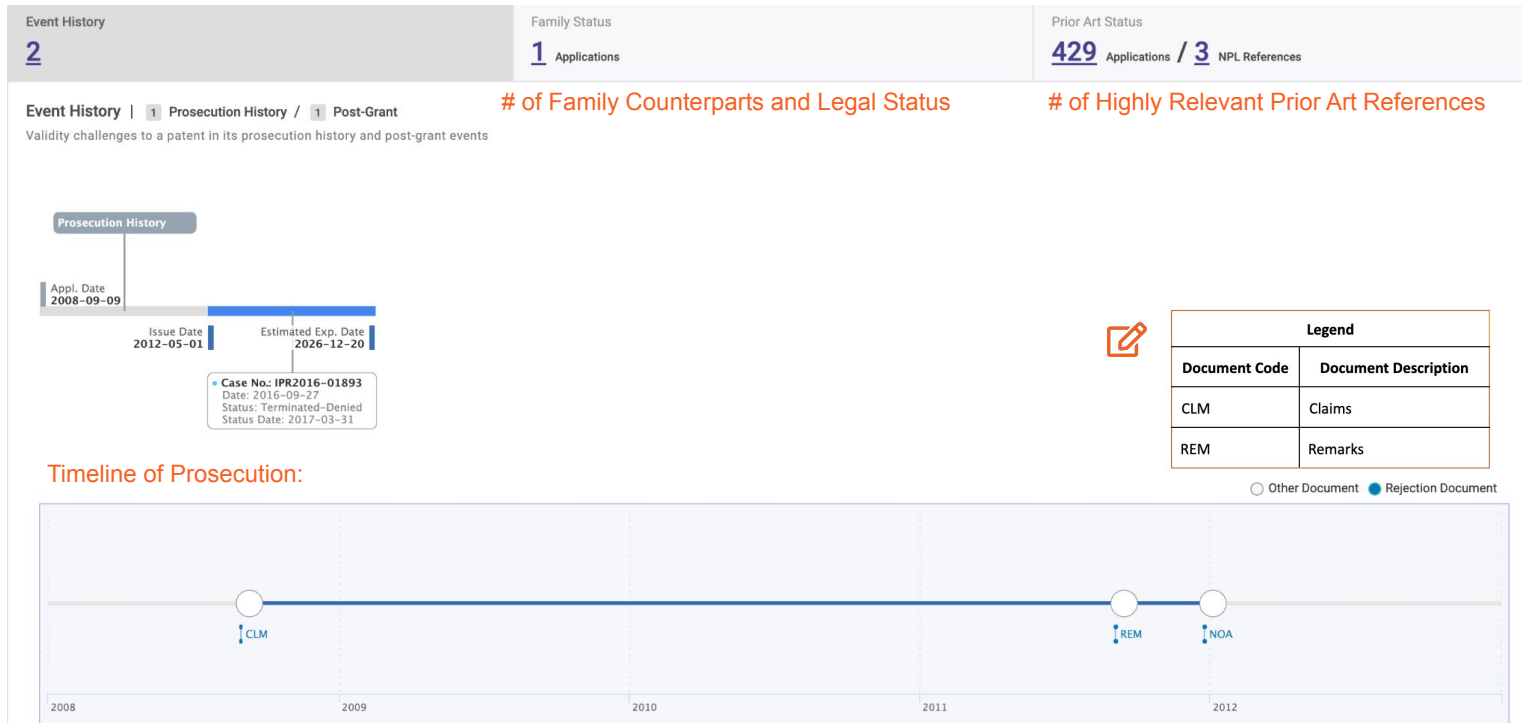 Event History
2
Family Status
1 Applications
Prior Art Status
429 Applications / 3 NPL References
Event History | 1 Prosecution History / 1 Post-Grant
Validity challenges to a patent in its prosecution history and post-grant events
# of Family Counterparts and Legal Status
# of Highly Relevant Prior Art References
Prosecution History
Appl. Date
2008-09-09
Issue Date
2012-05-01
Estimated Exp. Date
2026-12-20
Case No.: IPR2016-01893
Date: 2016-09-27
Status: Terminated-Denied
Status Date: 2017-03-31
Legend
Document Code Document Description
CLM Claims
REM Remarks
Timeline of Prosecution:
Other Document Rejection Document
CLM REM NOA
2008 2009 2010 2011 2012